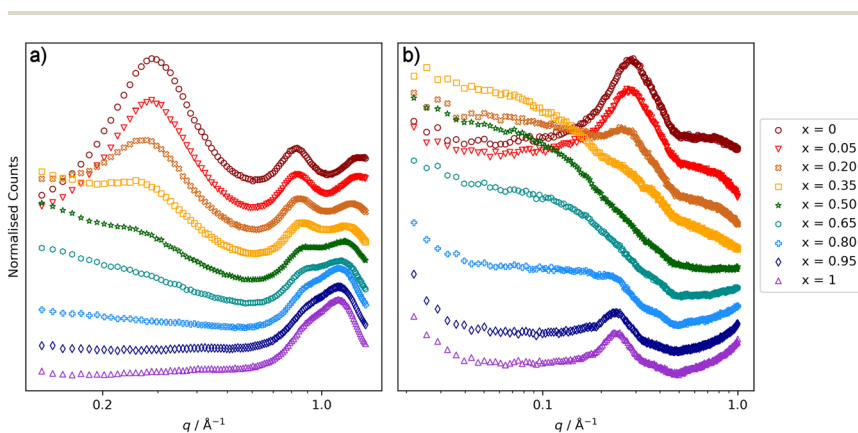 a)
b)
Normalised Counts
0.2
1.0
q / Å⁻¹
0.1
1.0
q / Å⁻¹
x = 0
x = 0.05
x = 0.20
x = 0.35
x = 0.50
x = 0.65
x = 0.80
x = 0.95
x = 1